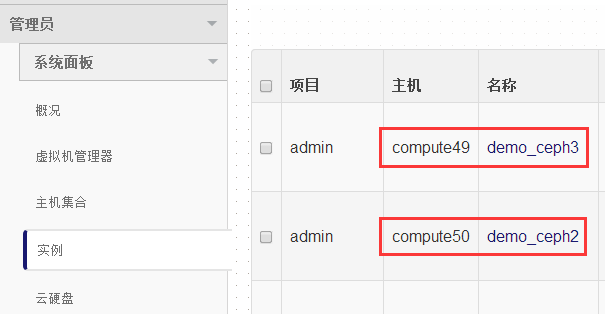 管理员
系统面板
概况
虚拟机管理器
主机集合
实例
云硬盘
项目 主机 名称
admin compute49 demo_ceph3
admin compute50 demo_ceph2